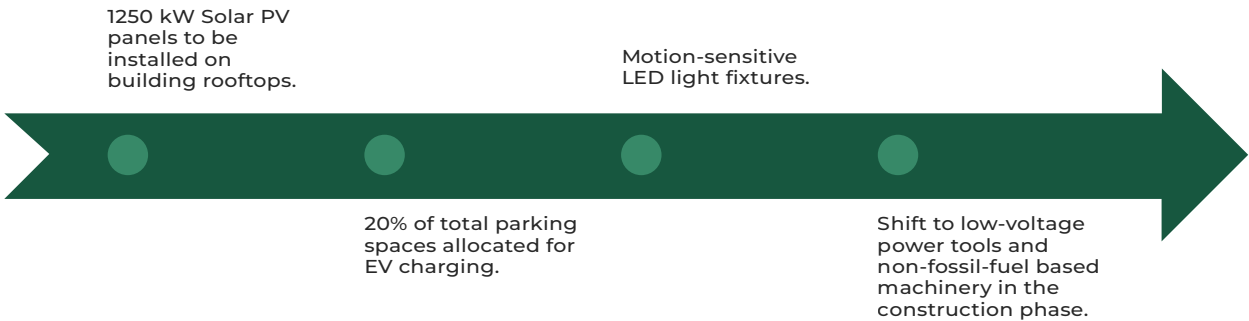 1250 kW Solar PV
panels to be
installed on
building rooftops.
20% of total parking
spaces allocated for
EV charging.
Motion-sensitive
LED light fixtures.
Shift to low-voltage
power tools and
non-fossil-fuel based
machinery in the
construction phase.